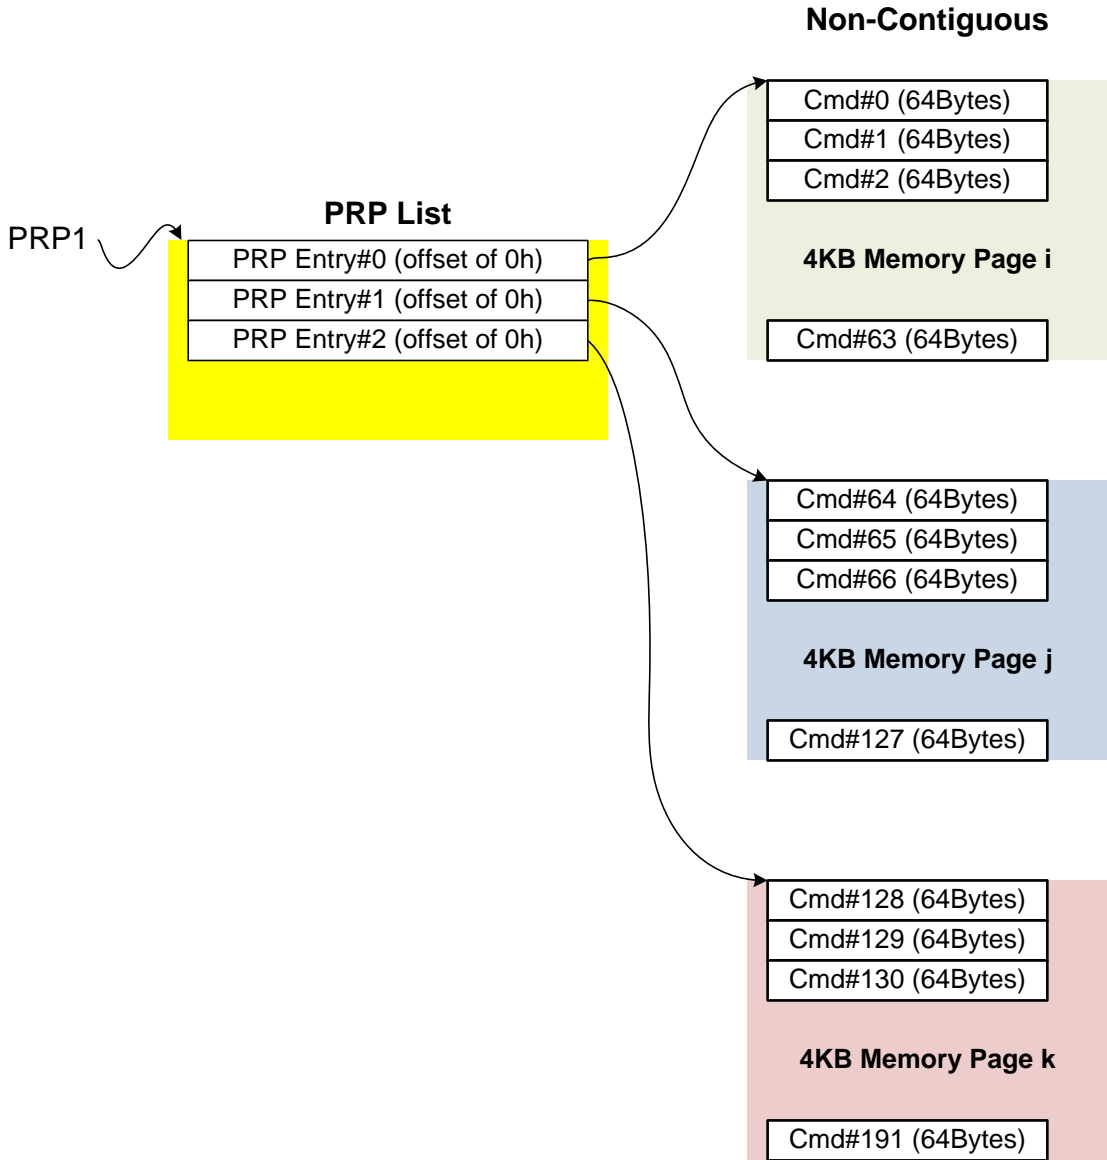 Non-Contiguous
Cmd#0 (64Bytes)
Cmd#1 (64Bytes)
Cmd#2 (64Bytes)
4KB Memory Page i
Cmd#63 (64Bytes)
PRP1
PRP List
PRP Entry#0 (offset of 0h)
PRP Entry#1 (offset of 0h)
PRP Entry#2 (offset of 0h)
Cmd#64 (64Bytes)
Cmd#65 (64Bytes)
Cmd#66 (64Bytes)
4KB Memory Page j
Cmd#127 (64Bytes)
Cmd#128 (64Bytes)
Cmd#129 (64Bytes)
Cmd#130 (64Bytes)
4KB Memory Page k
Cmd#191 (64Bytes)